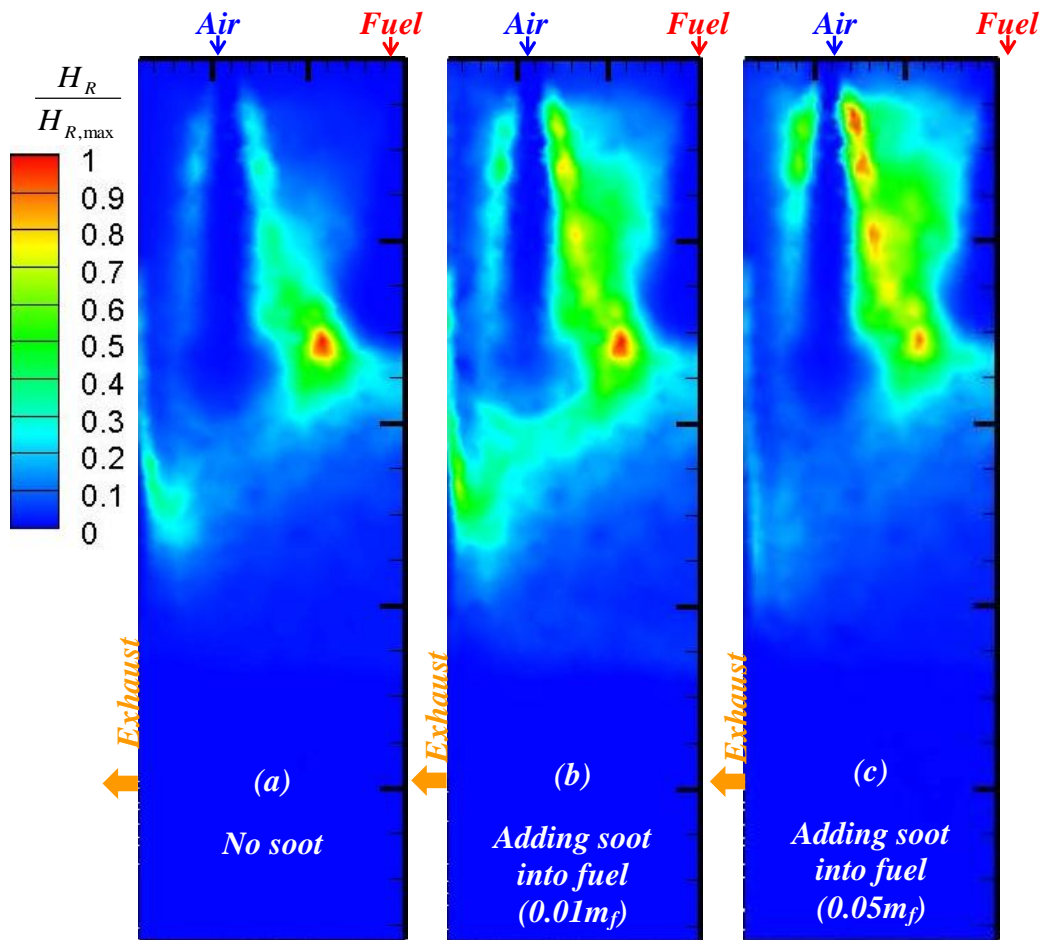 Air Fuel Air Fuel Air Fuel
H_R
H_{R,max}
1
0.9
0.8
0.7
0.6
0.5
0.4
0.3
0.2
0.1
0
Exhaust Exhaust Exhaust
(a) (b) (c)
No soot
Adding soot
into fuel
(0.01m_f)
Adding soot
into fuel
(0.05m_f)